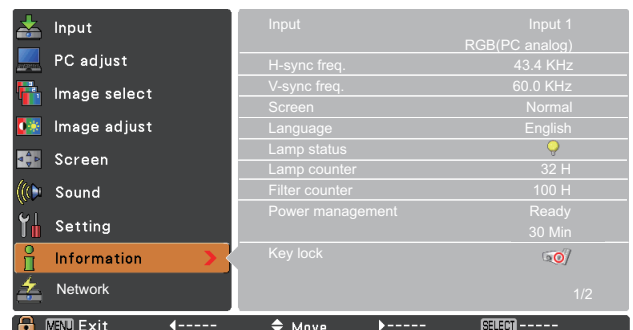 Input
PC adjust
Image select
Image adjust
Screen
Sound
Setting
Information
Network
Input Input 1
RGB(PC analog)
H-sync freq. 43.4 KHz
V-sync freq. 60.0 KHz
Screen Normal
Language English
Lamp status
Lamp counter 32 H
Filter counter 100 H
Power management Ready
30 Min
Key lock
1/2
MENU Exit ----- Move ----- SELECT -----